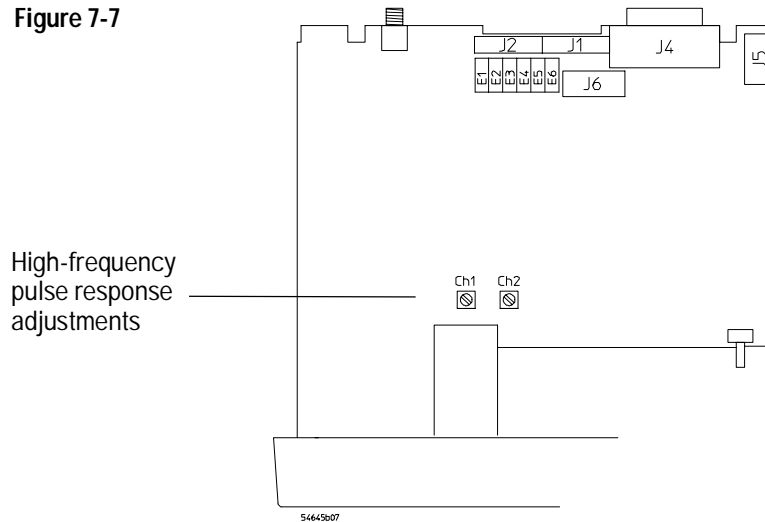 Figure 7-7
J2 J1 J4 J5
E1 E2 E3 E4 E5 E6 J6
High-frequency
pulse response
adjustments
Ch1 Ch2
54645b07